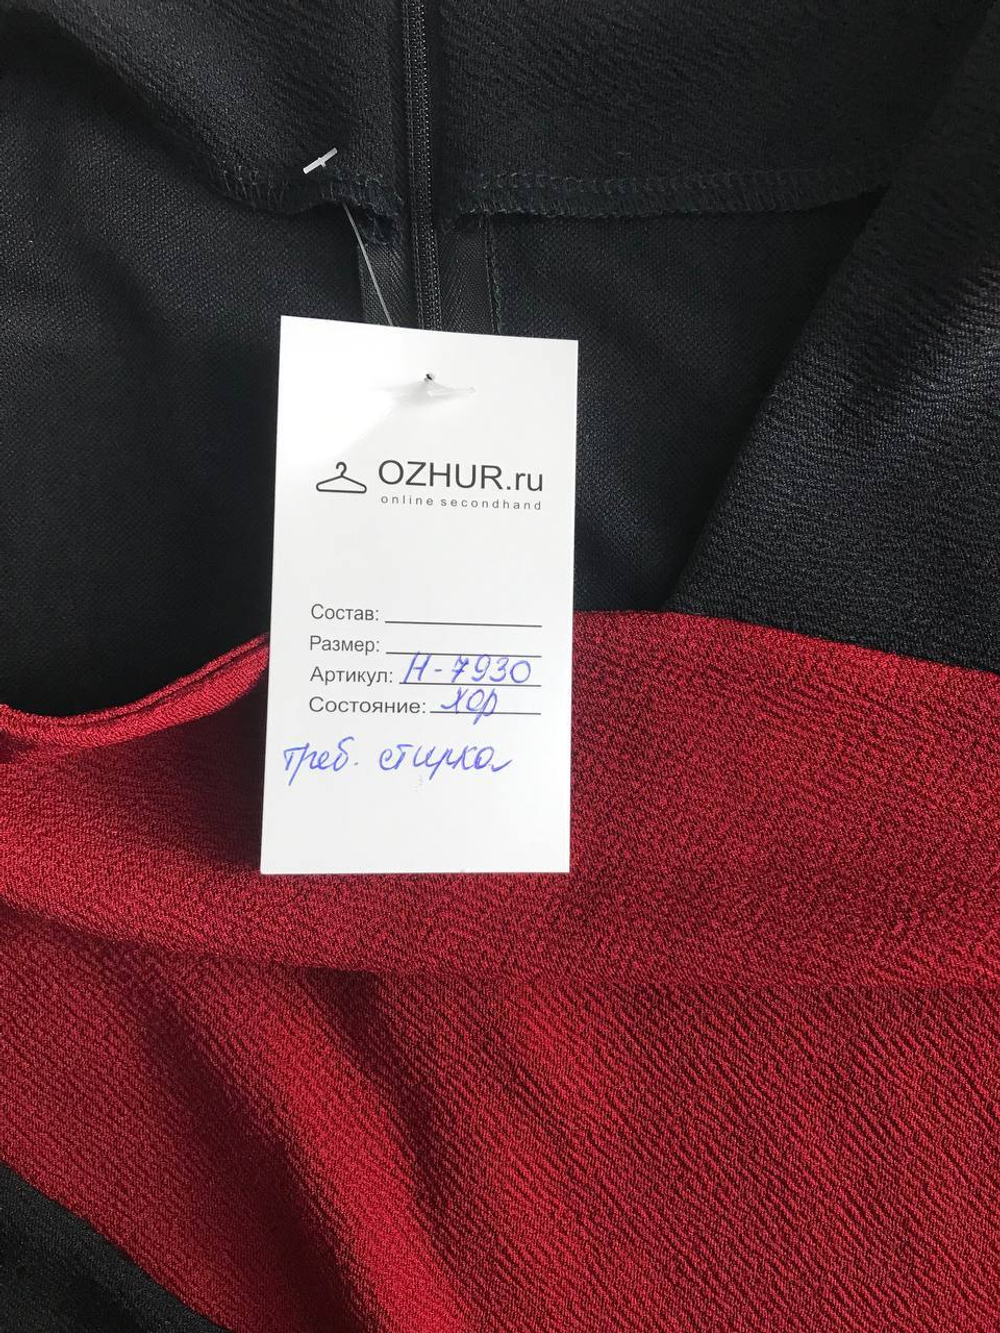 OZHUR.ru
online secondhand
Состав:
Размер:
Артикул: Н-7930
Состояние: хор
треб. стирка